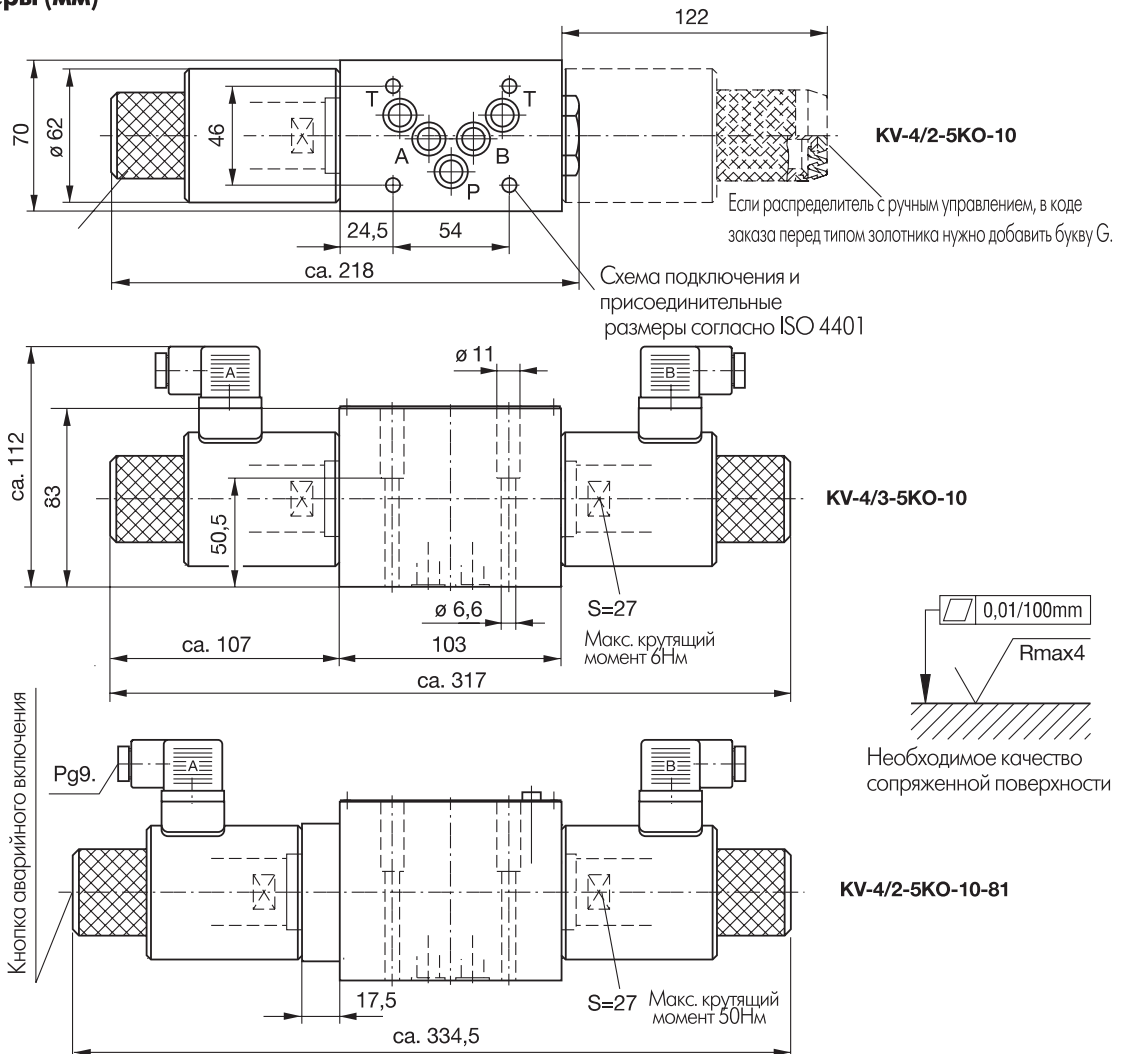 122
70
ø 62
46
T
T
A
B
P
KV-4/2-5KO-10
Если распределитель с ручным управлением, в коде
заказа перед типом золотника нужно добавить букву G.
24,5
54
ca. 218
Схема подключения и
присоединительные
размеры согласно ISO 4401
A
B
ø 11
ca. 112
83
50,5
KV-4/3-5KO-10
ø 6,6
S=27
Макс. крутящий
момент 6Нм
ca. 107
103
ca. 317
0,01/100mm
Rmax4
Необходимое качество
сопряженной поверхности
Кнопка аварийного включения
Pg9.
A
B
KV-4/2-5KO-10-81
17,5
S=27
Макс. крутящий
момент 50Нм
ca. 334,5